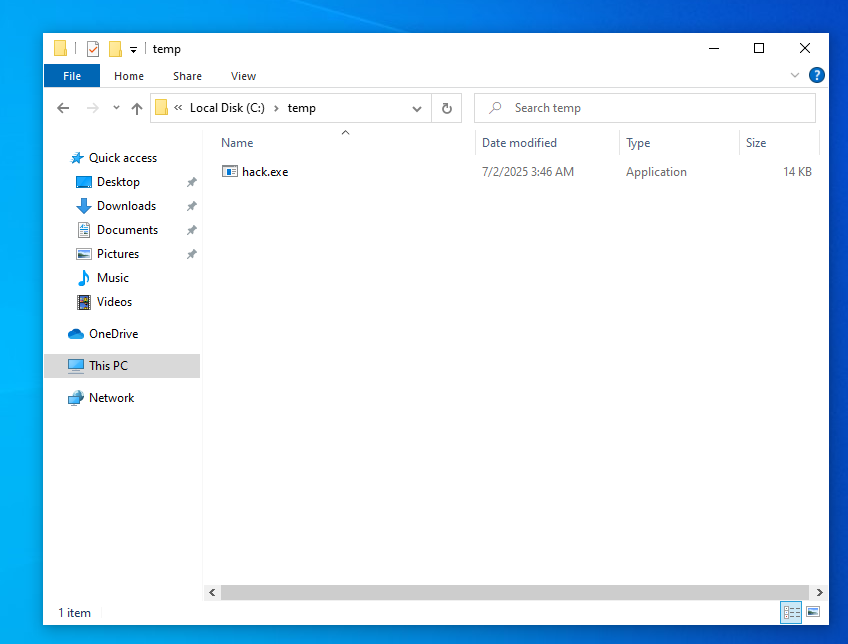 temp
File Home Share View
« Local Disk (C:) › temp
Search temp
Name Date modified Type Size
hack.exe 7/2/2025 3:46 AM Application 14 KB
Quick access
Desktop
Downloads
Documents
Pictures
Music
Videos
OneDrive
This PC
Network
1 item